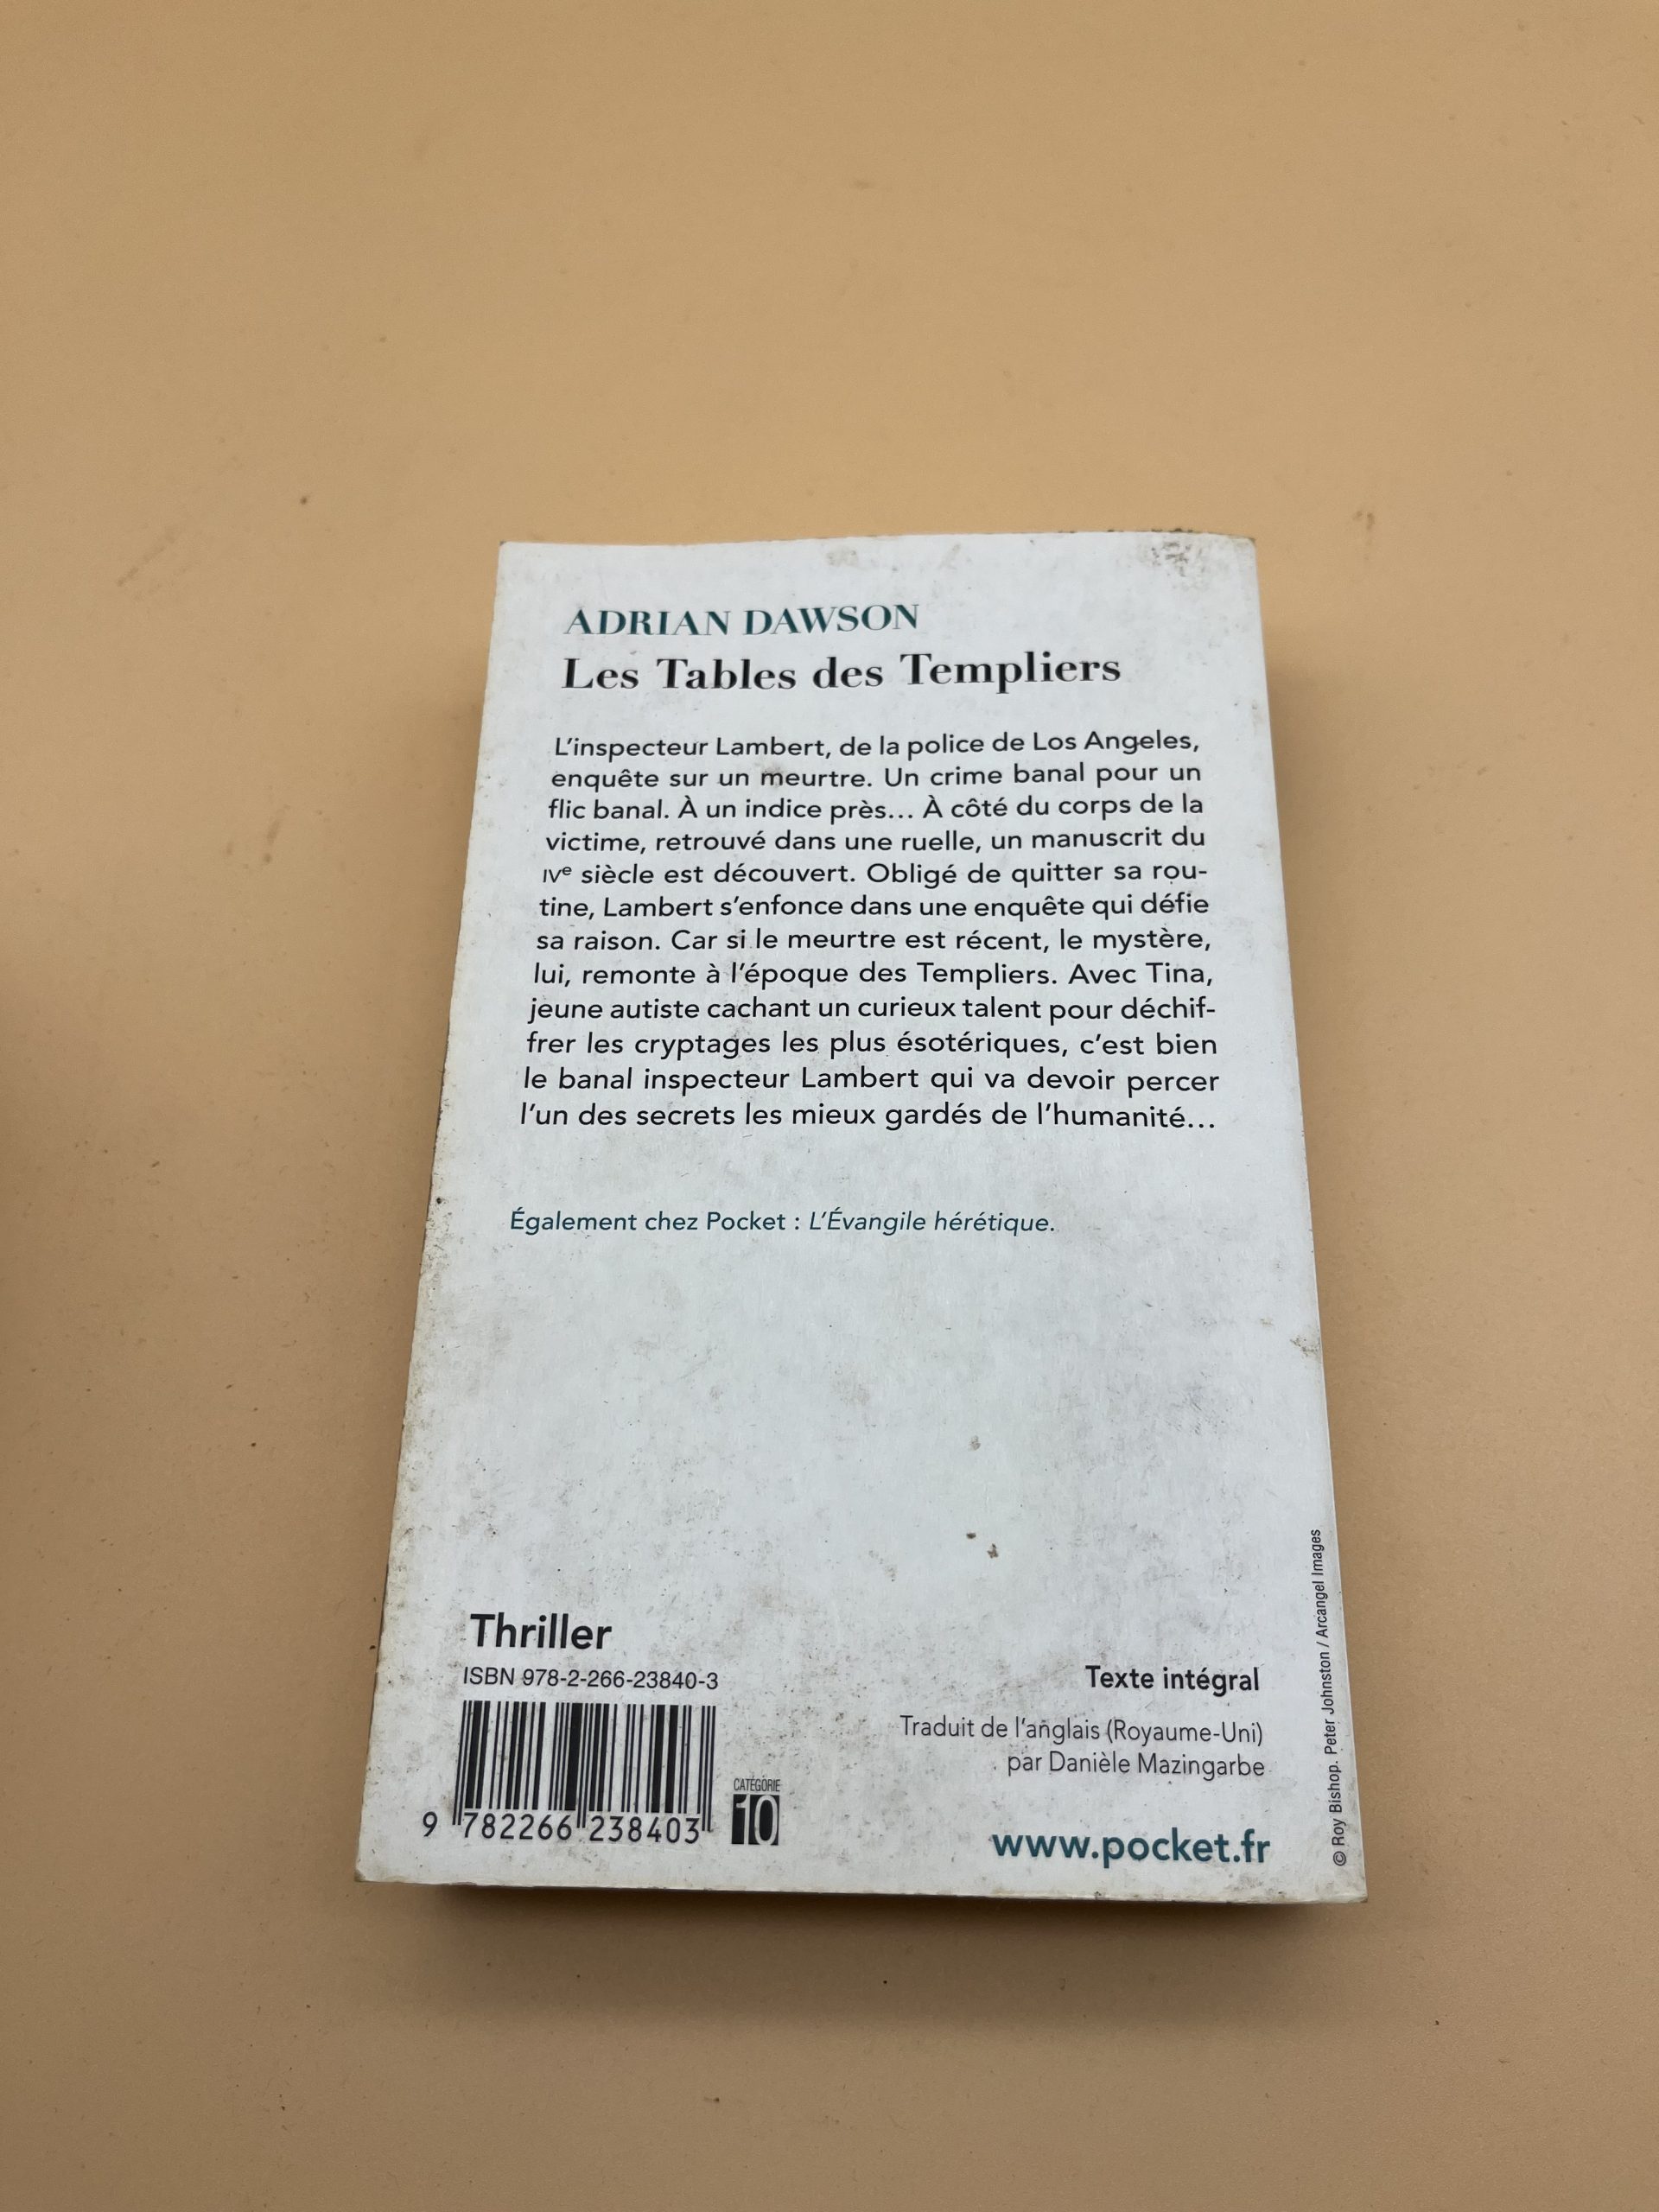 ADRIAN DAWSON
Les Tables des Templiers
L'inspecteur Lambert, de la police de Los Angeles,
enquête sur un meurtre. Un crime banal pour un
flic banal. À un indice près... À côté du corps de la
victime, retrouvé dans une ruelle, un manuscrit du
IVe siècle est découvert. Obligé de quitter sa rou-
tine, Lambert s'enfonce dans une enquête qui défie
sa raison. Car si le meurtre est récent, le mystère,
lui, remonte à l'époque des Templiers. Avec Tina,
jeune autiste cachant un curieux talent pour déchif-
frer les cryptages les plus ésotériques, c'est bien
le banal inspecteur Lambert qui va devoir percer
l'un des secrets les mieux gardés de l'humanité...
Également chez Pocket : L'Évangile hérétique.
Thriller
ISBN 978-2-266-23840-3
9 782266 238403
CATÉGORIE
10
Texte intégral
Traduit de l'anglais (Royaume-Uni)
par Danièle Mazingarbe
www.pocket.fr
© Roy Bishop. Peter Johnston / Arcangel Images